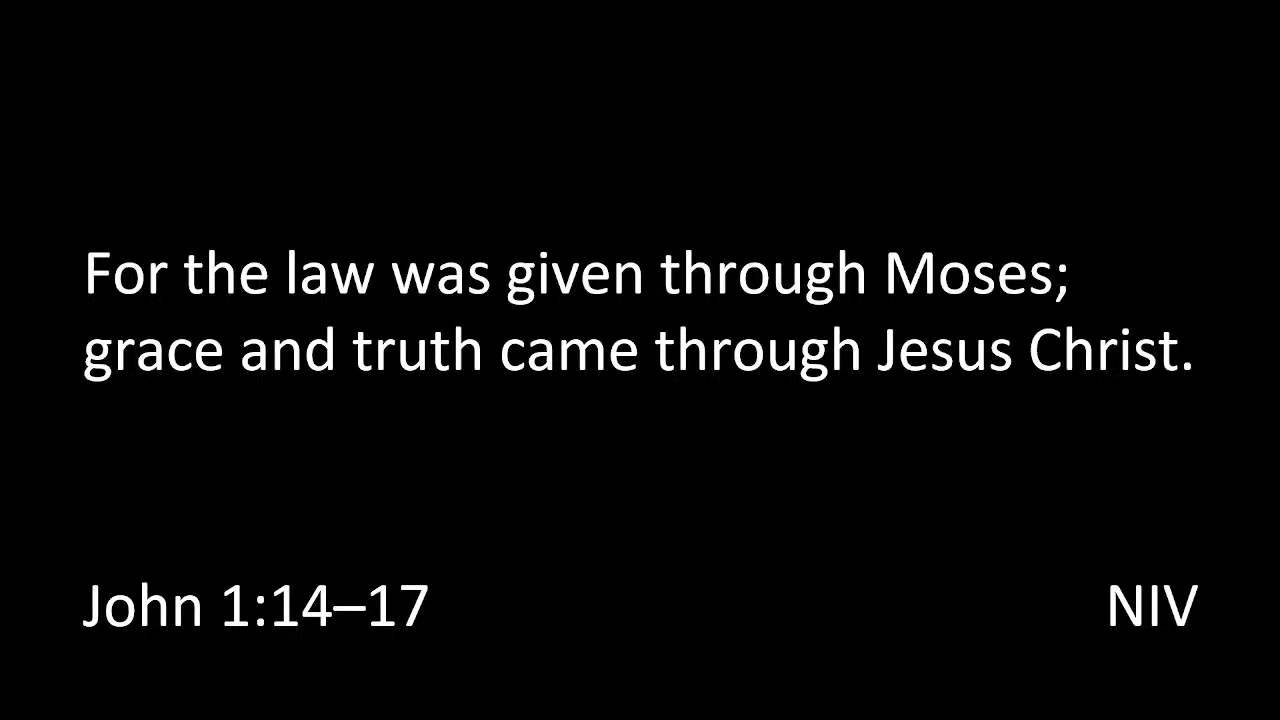 For the law was given through Moses;
grace and truth came through Jesus Christ.
John 1:14–17 NIV